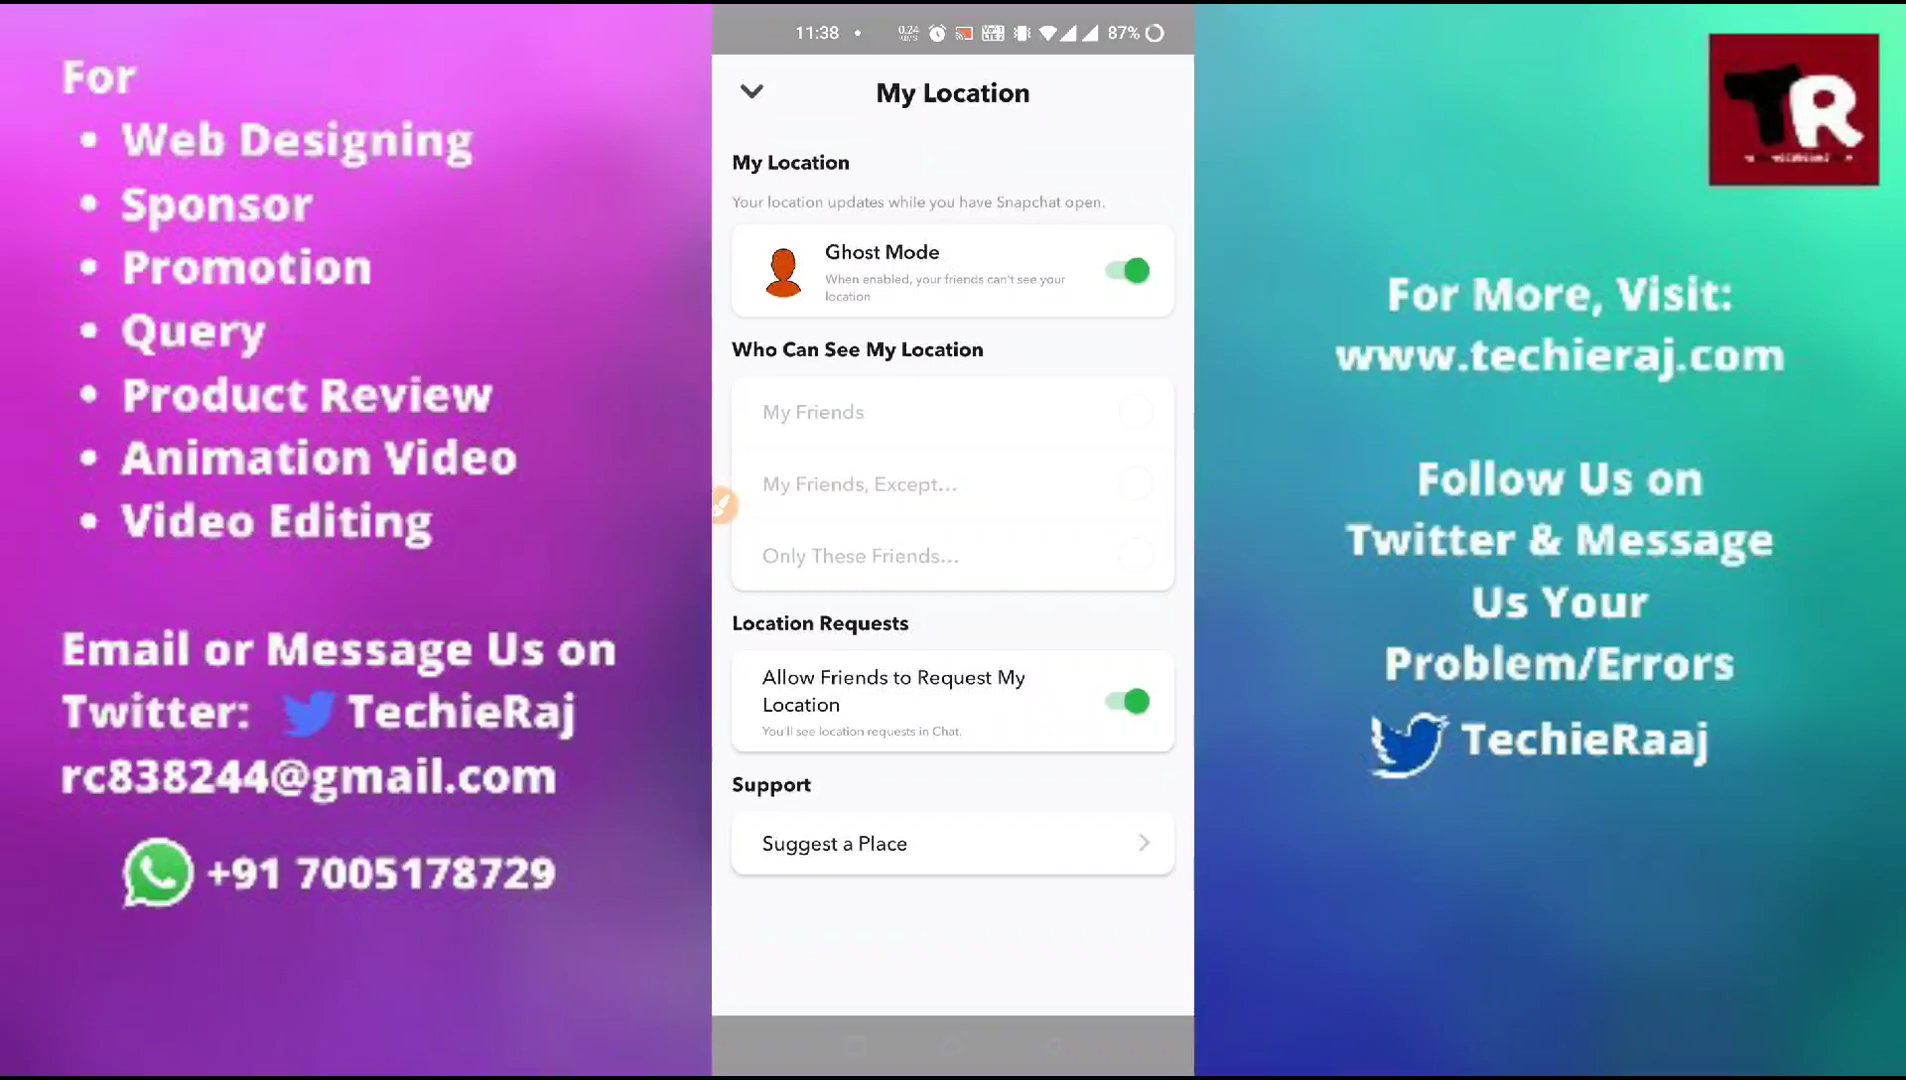 For
• Web Designing
• Sponsor
• Promotion
• Query
• Product Review
• Animation Video
• Video Editing
Email or Message Us on
Twitter: TechieRaj
rc838244@gmail.com
+91 7005178729
11:38 • 0.24 87%
My Location
My Location
Your location updates while you have Snapchat open.
Ghost Mode
When enabled, your friends can't see your
location
Who Can See My Location
My Friends
My Friends, Except...
Only These Friends...
Location Requests
Allow Friends to Request My
Location
You'll see location requests in Chat.
Support
Suggest a Place
TR
For More, Visit:
www.techieraj.com
Follow Us on
Twitter & Message
Us Your
Problem/Errors
TechieRaaj